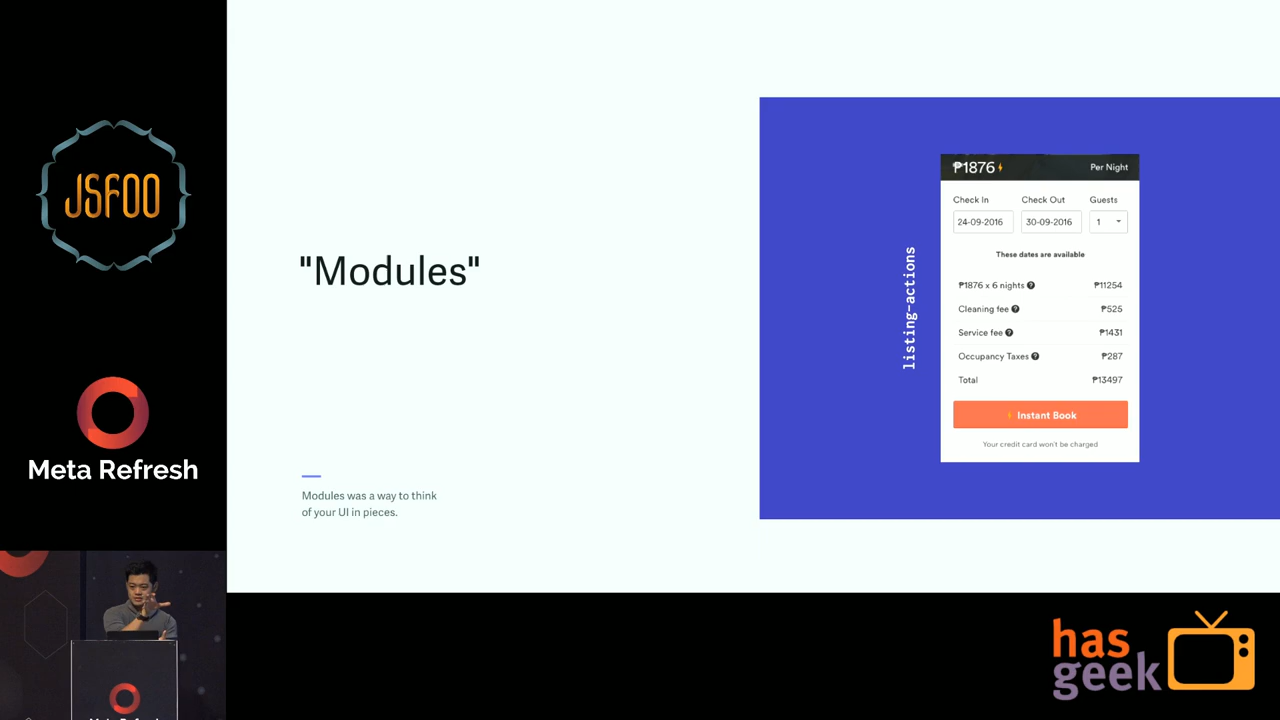 JSFOO
Meta Refresh
"Modules"
Modules was a way to think
of your UI in pieces.
listing-actions
₱1876 Per Night
Check In Check Out Guests
24-09-2016 30-09-2016 1
These dates are available
₱1876 x 6 nights ? ₱11254
Cleaning fee ? ₱525
Service fee ? ₱1431
Occupancy Taxes ? ₱287
Total ₱13497
Instant Book
Your credit card won't be charged
has
geek